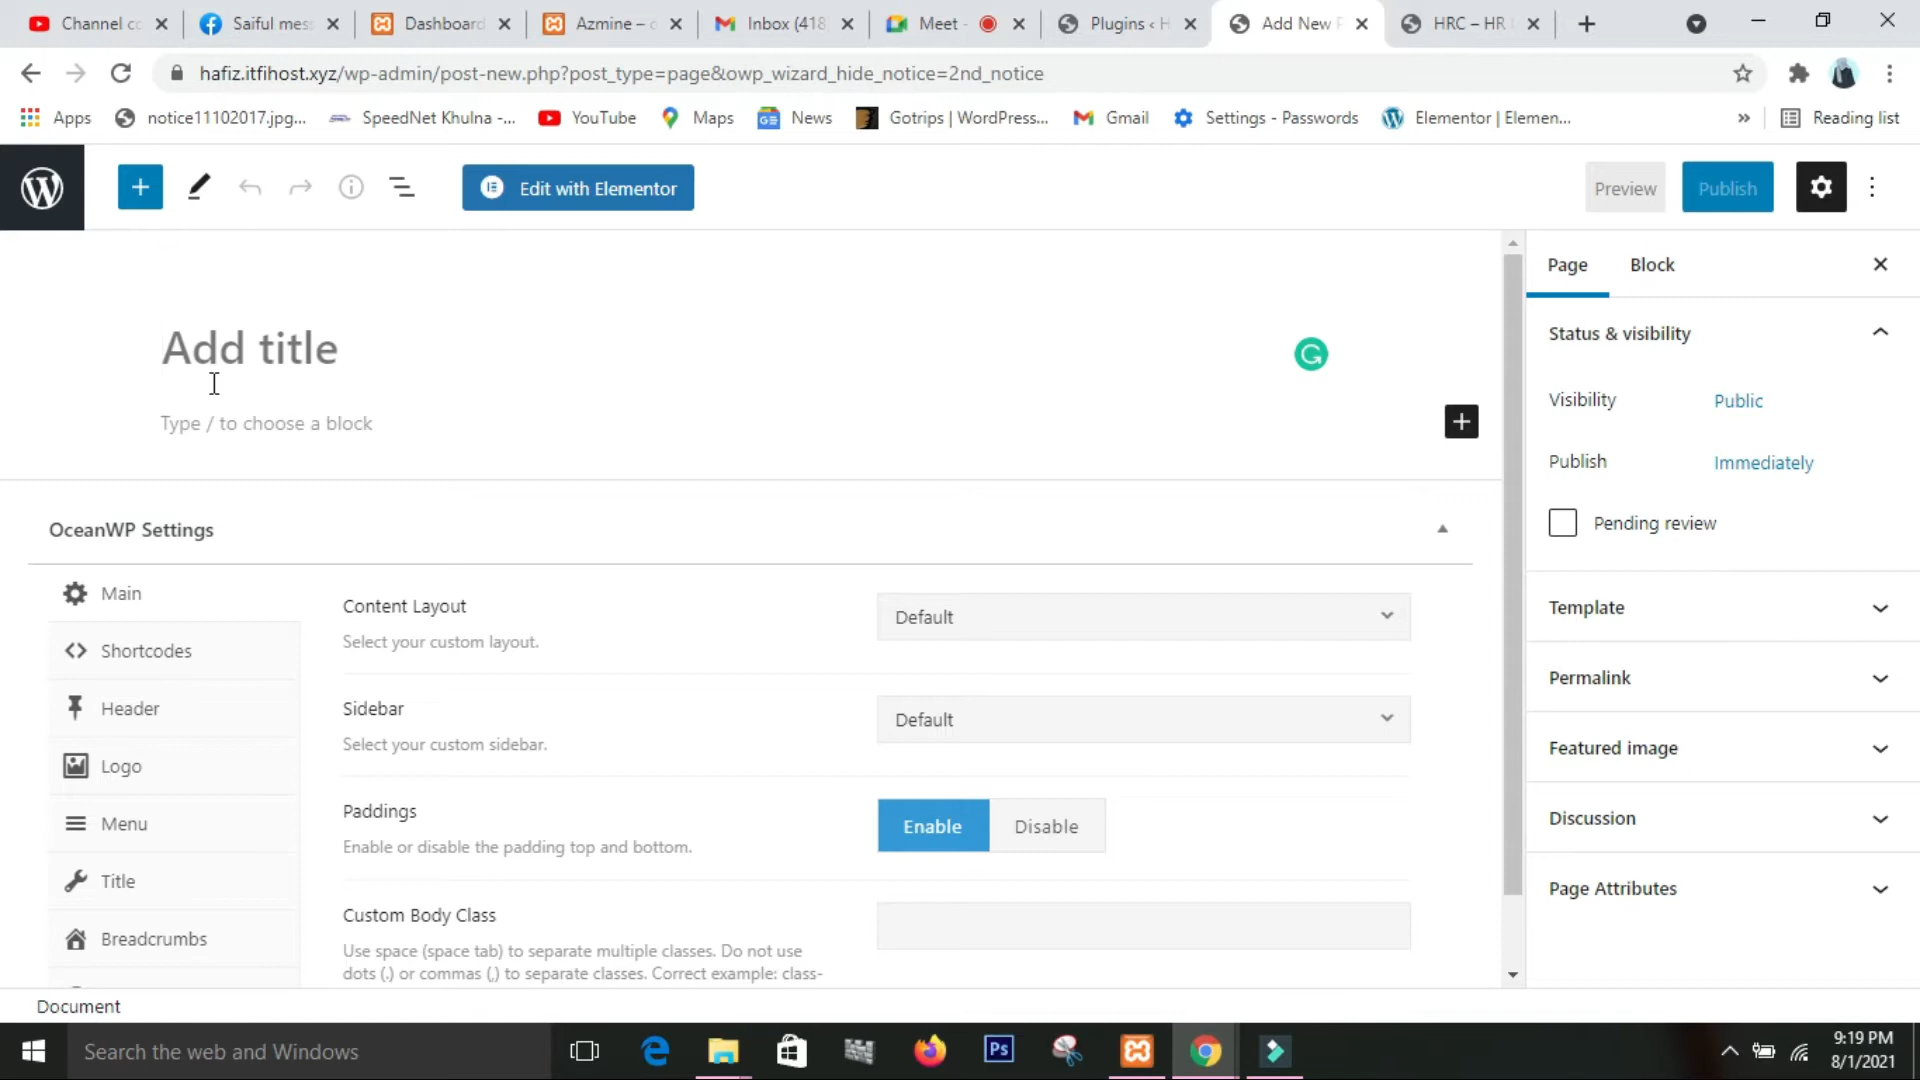 Channel co
Saiful mes
Dashboard
Azmine – c
Inbox (418
Meet -
Plugins ‹ H
Add New P
HRC – HR
hafiz.itfihost.xyz/wp-admin/post-new.php?post_type=page&owp_wizard_hide_notice=2nd_notice
Apps
notice11102017.jpg...
SpeedNet Khulna -...
YouTube
Maps
News
Gotrips | WordPress...
Gmail
Settings - Passwords
Elementor | Elemen...
»
Reading list
Edit with Elementor
Preview
Publish
Page
Block
Add title
Type / to choose a block
Status & visibility
Visibility
Public
Publish
Immediately
Pending review
Template
Permalink
Featured image
Discussion
Page Attributes
OceanWP Settings
Main
Shortcodes
Header
Logo
Menu
Title
Breadcrumbs
Content Layout
Select your custom layout.
Default
Sidebar
Select your custom sidebar.
Default
Paddings
Enable or disable the padding top and bottom.
Enable
Disable
Custom Body Class
Use space (space tab) to separate multiple classes. Do not use
dots (.) or commas (,) to separate classes. Correct example: class-
Document
Search the web and Windows
Ps
9:19 PM
8/1/2021